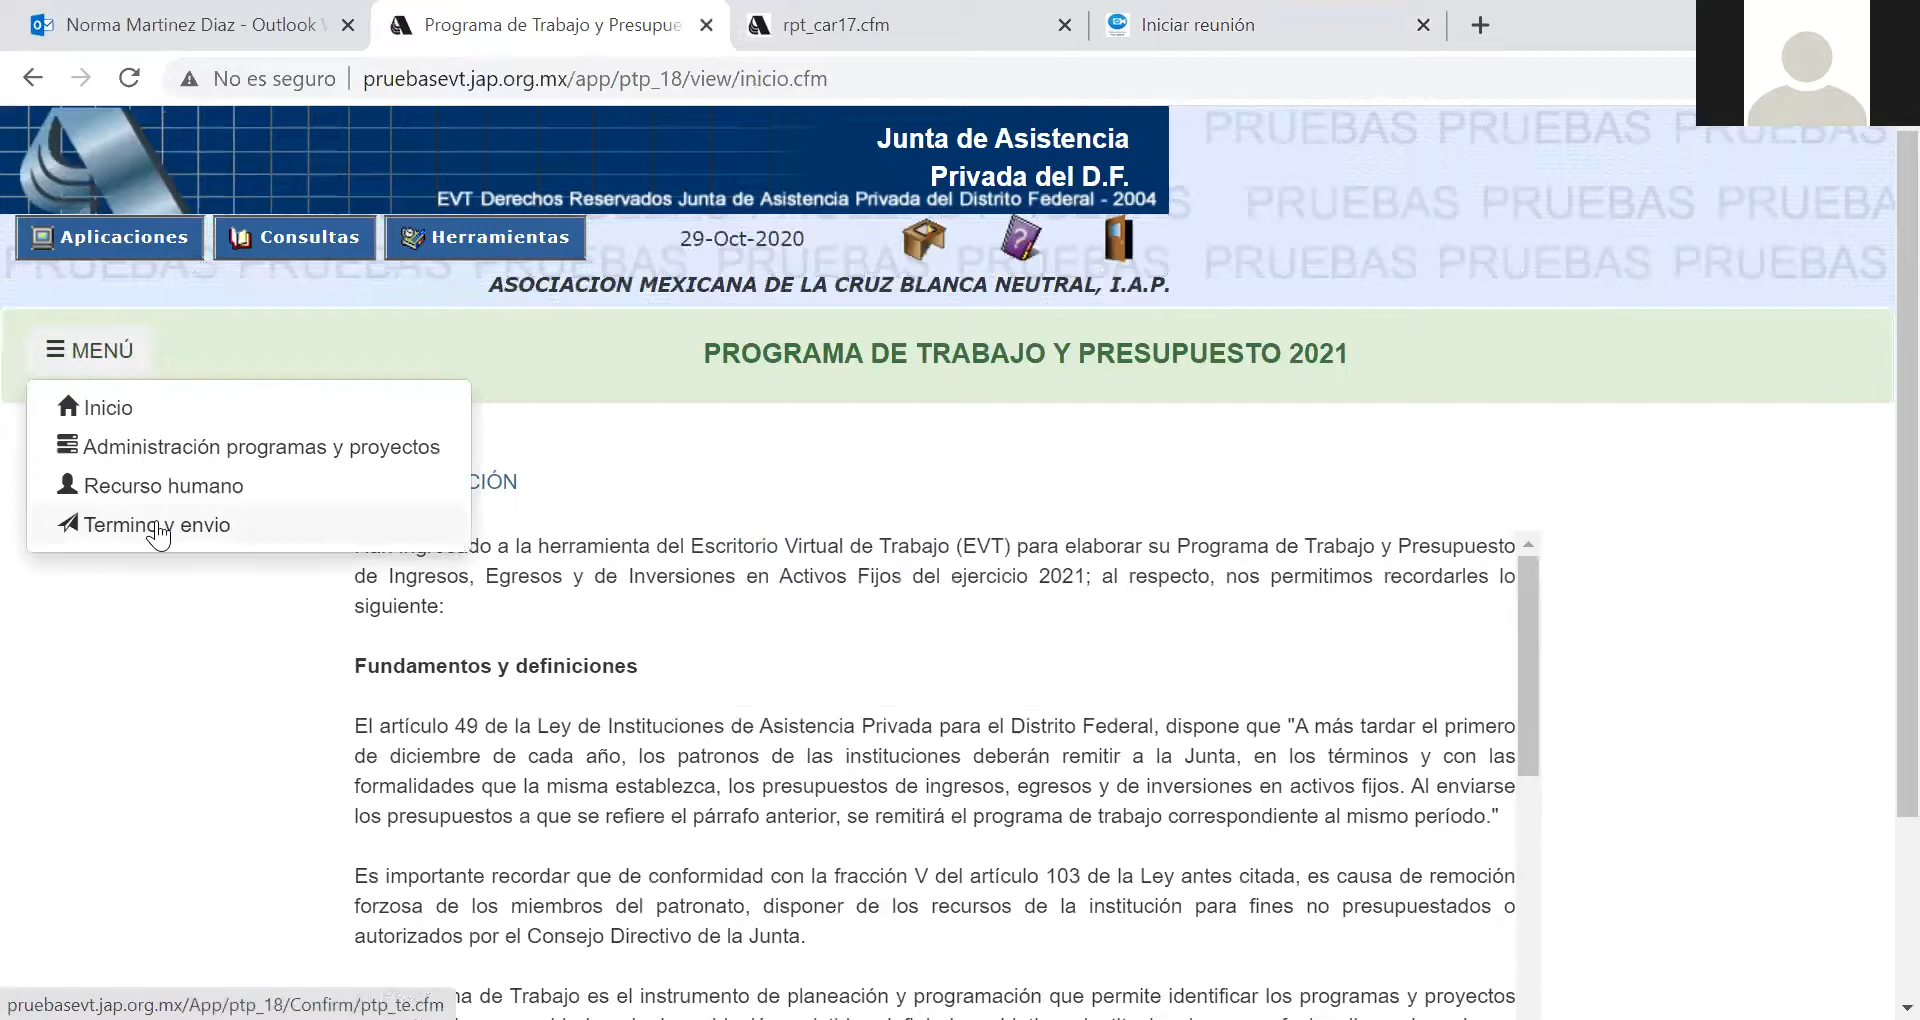 Norma Martinez Diaz - Outlook
Programa de Trabajo y Presupue
rpt_car17.cfm
Iniciar reunión
No es seguro
pruebasevt.jap.org.mx/app/ptp_18/view/inicio.cfm
Junta de Asistencia
Privada del D.F.
EVT Derechos Reservados Junta de Asistencia Privada del Distrito Federal - 2004
PRUEBAS PRUEBAS PRUEBAS
PRUEBAS PRUEBAS PRUEBA
PRUEBAS PRUEBAS PRUEBAS
Aplicaciones
Consultas
Herramientas
29-Oct-2020
ASOCIACION MEXICANA DE LA CRUZ BLANCA NEUTRAL, I.A.P.
MENÚ
PROGRAMA DE TRABAJO Y PRESUPUESTO 2021
Inicio
Administración programas y proyectos
Recurso humano
Termino y envio
CIÓN
do a la herramienta del Escritorio Virtual de Trabajo (EVT) para elaborar su Programa de Trabajo y Presupuesto
de Ingresos, Egresos y de Inversiones en Activos Fijos del ejercicio 2021; al respecto, nos permitimos recordarles lo
siguiente:
Fundamentos y definiciones
El artículo 49 de la Ley de Instituciones de Asistencia Privada para el Distrito Federal, dispone que "A más tardar el primero
de diciembre de cada año, los patronos de las instituciones deberán remitir a la Junta, en los términos y con las
formalidades que la misma establezca, los presupuestos de ingresos, egresos y de inversiones en activos fijos. Al enviarse
los presupuestos a que se refiere el párrafo anterior, se remitirá el programa de trabajo correspondiente al mismo período."
Es importante recordar que de conformidad con la fracción V del artículo 103 de la Ley antes citada, es causa de remoción
forzosa de los miembros del patronato, disponer de los recursos de la institución para fines no presupuestados o
autorizados por el Consejo Directivo de la Junta.
a de Trabajo es el instrumento de planeación y programación que permite identificar los programas y proyectos
pruebasevt.jap.org.mx/App/ptp_18/Confirm/ptp_te.cfm